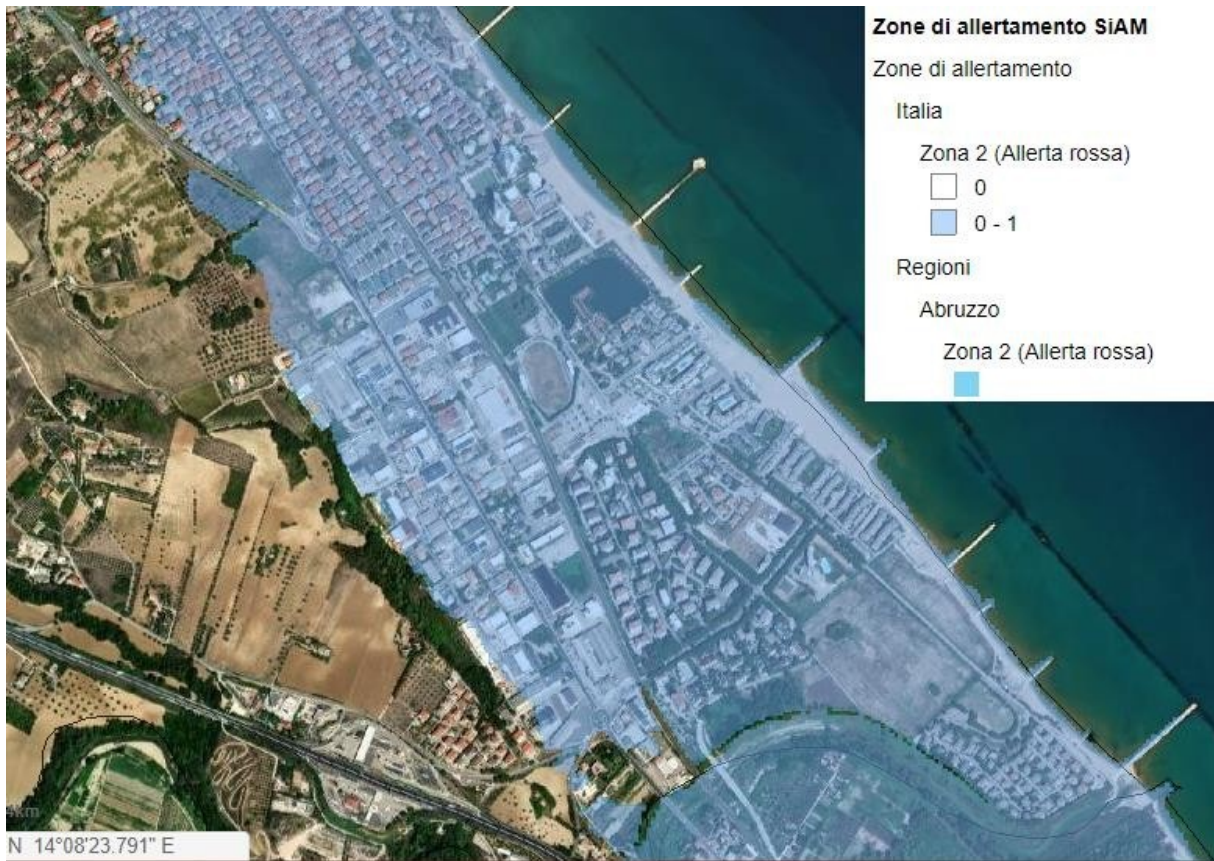 Zone di allertamento SiAM
Zone di allertamento
Italia
Zona 2 (Allerta rossa)
0
0 - 1
Regioni
Abruzzo
Zona 2 (Allerta rossa)
km
N 14°08'23.791" E